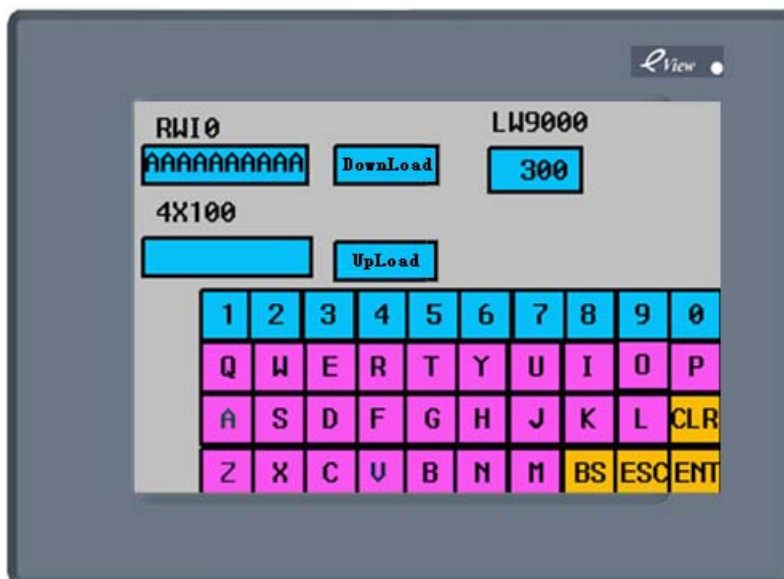 eView
RWI0 LW9000
AAAAAAAAAA DownLoad 300
4X100
UpLoad
1 2 3 4 5 6 7 8 9 0
Q W E R T Y U I O P
A S D F G H J K L CLR
Z X C V B N M BS ESC ENT